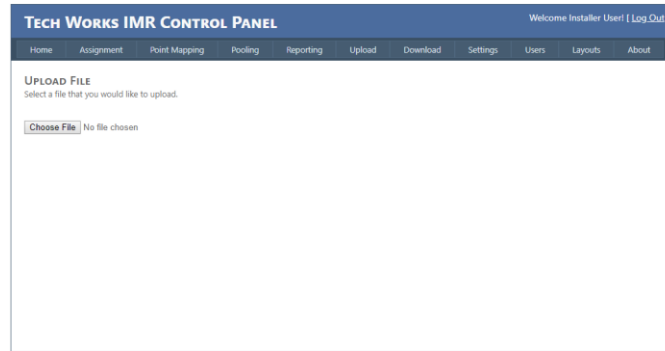 TECH WORKS IMR CONTROL PANEL
Welcome Installer User! [ Log Out
Home Assignment Point Mapping Pooling Reporting Upload Download Settings Users Layouts About
UPLOAD FILE
Select a file that you would like to upload.
Choose File No file chosen